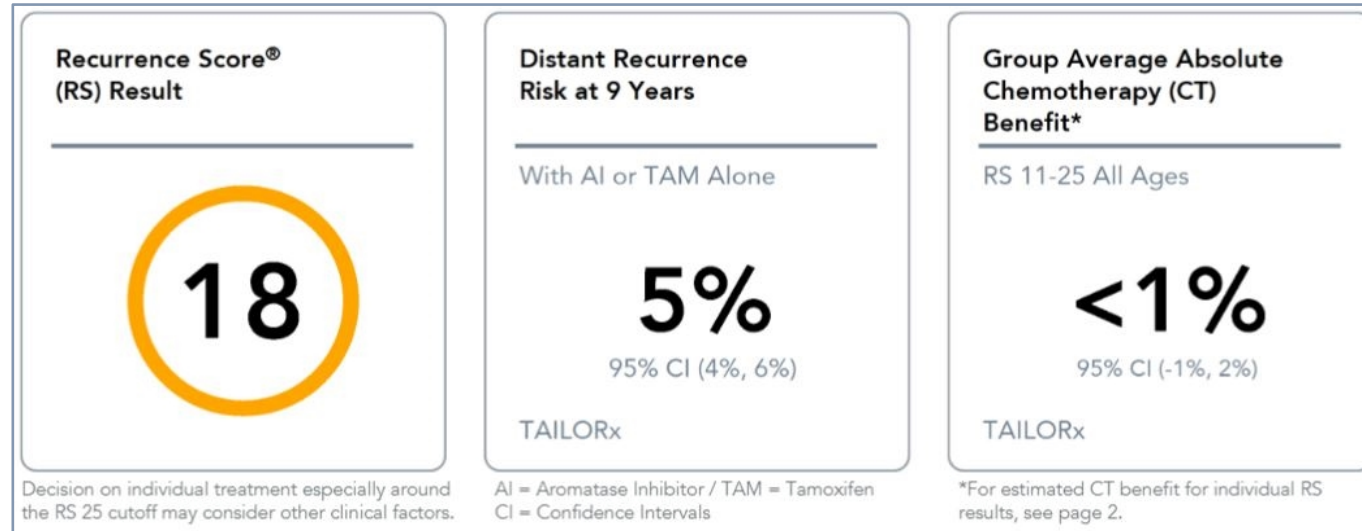 Recurrence Score®
(RS) Result
18
Decision on individual treatment especially around
the RS 25 cutoff may consider other clinical factors.
Distant Recurrence
Risk at 9 Years
With AI or TAM Alone
5%
95% CI (4%, 6%)
TAILORx
AI = Aromatase Inhibitor / TAM = Tamoxifen
CI = Confidence Intervals
Group Average Absolute
Chemotherapy (CT)
Benefit*
RS 11-25 All Ages
<1%
95% CI (-1%, 2%)
TAILORx
*For estimated CT benefit for individual RS
results, see page 2.